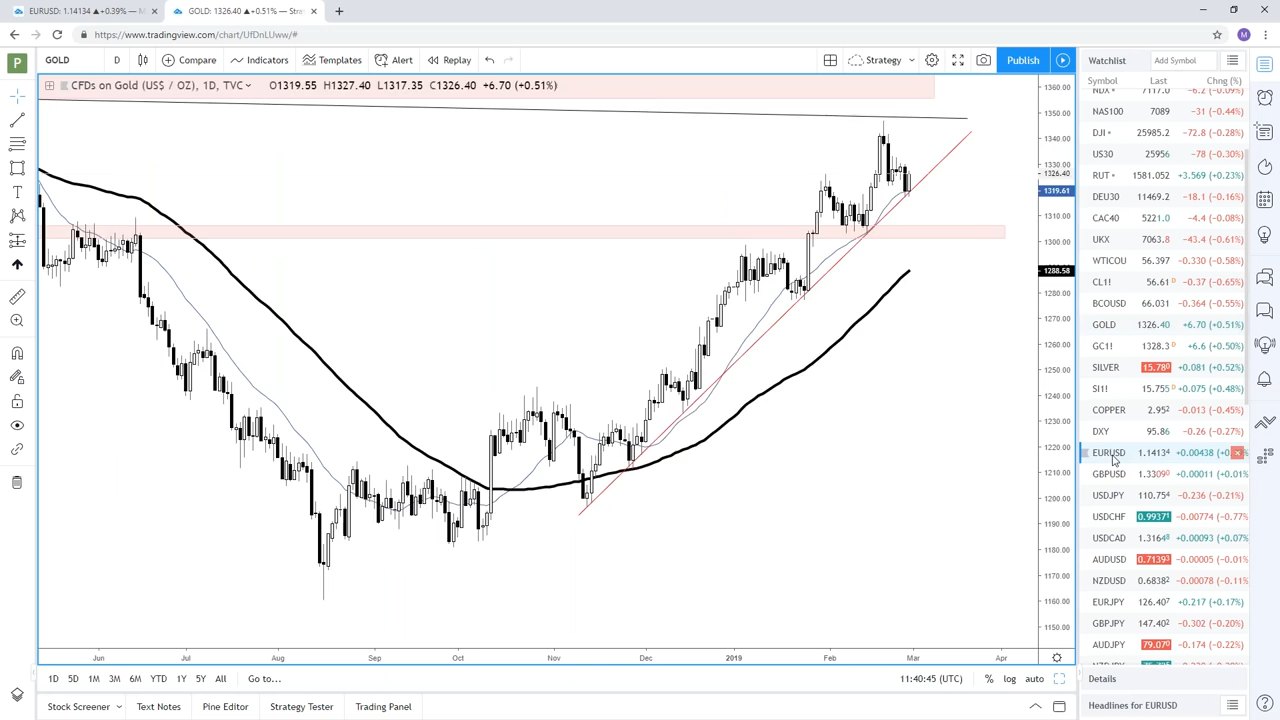 EURUSD: 1.14134 ▲+0.39% — M
GOLD: 1326.40 ▲+0.51% — Stra
https://www.tradingview.com/chart/UfDnLUww/#
M
P
GOLD D Compare Indicators Templates Alert Replay Strategy Publish
CFDs on Gold (US$ / OZ), 1D, TVC O1319.55 H1327.40 L1317.35 C1326.40 +6.70 (+0.51%)
1360.00
1350.00
1340.00
1330.00
1326.40
1319.61
1310.00
1300.00
1288.58
1280.00
1270.00
1260.00
1250.00
1240.00
1230.00
1220.00
1210.00
1200.00
1190.00
1180.00
1170.00
1160.00
1150.00
Jun Jul Aug Sep Oct Nov Dec 2019 Feb Mar Apr
1D 5D 1M 3M 6M YTD 1Y 5Y All Go to... 11:40:45 (UTC) % log auto
Stock Screener Text Notes Pine Editor Strategy Tester Trading Panel
Watchlist Add Symbol
Symbol Last Chng (%)
NDX 7117.0 −6.2 (−0.09%)
NAS100 7089 −31 (−0.44%)
DJI 25985.2 −72.8 (−0.28%)
US30 25956 −78 (−0.30%)
RUT 1581.052 +3.569 (+0.23%)
DEU30 11469.2 −18.1 (−0.16%)
CAC40 5221.0 −4.4 (−0.08%)
UKX 7063.8 −43.4 (−0.61%)
WTICOU 56.397 −0.330 (−0.58%)
CL1! 56.61 D −0.37 (−0.65%)
BCOUSD 66.031 −0.364 (−0.55%)
GOLD 1326.40 +6.70 (+0.51%)
GC1! 1328.3 D +6.6 (+0.50%)
SILVER 15.780 +0.081 (+0.52%)
SI1! 15.755 D +0.075 (+0.48%)
COPPER 2.952 −0.013 (−0.45%)
DXY 95.86 −0.26 (−0.27%)
EURUSD 1.14134 +0.00438 (+0.
GBPUSD 1.33090 +0.00011 (+0.01%
USDJPY 110.754 −0.236 (−0.21%)
USDCHF 0.99371 −0.00774 (−0.77%
USDCAD 1.31648 +0.00093 (+0.07%
AUDUSD 0.71393 −0.00005 (−0.01%
NZDUSD 0.68382 −0.00078 (−0.11%
EURJPY 126.407 +0.217 (+0.17%)
GBPJPY 147.402 −0.302 (−0.20%)
AUDJPY 79.070 −0.174 (−0.22%)
Details
Headlines for EURUSD